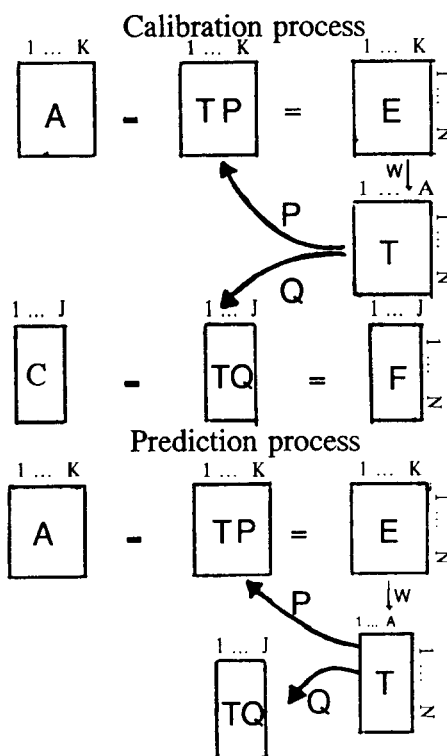 Calibration process
1 ... K 1 ... K 1 ... K
A - TP = E 1 ... N
W
1 ... A
P T 1 ... N
Q
1 ... J 1 ... J 1 ... J
C - TQ = F 1 ... N
Prediction process
1 ... K 1 ... K 1 ... K
A - TP = E 1 ... N
W
P 1 ... A
1 ... J T 1 ... N
TQ Q